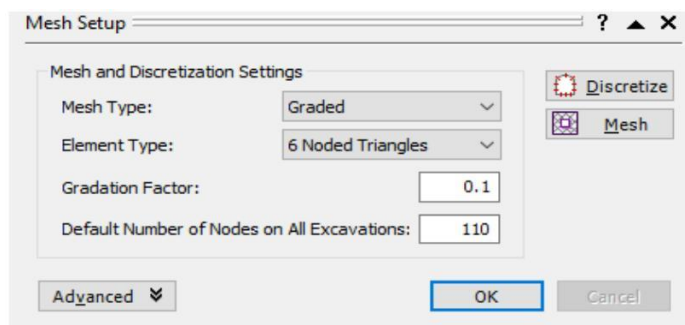 Mesh Setup ? ▲ ✕
Mesh and Discretization Settings
Mesh Type: Graded
Discretize
Element Type: 6 Noded Triangles
Mesh
Gradation Factor: 0.1
Default Number of Nodes on All Excavations: 110
Advanced OK Cancel